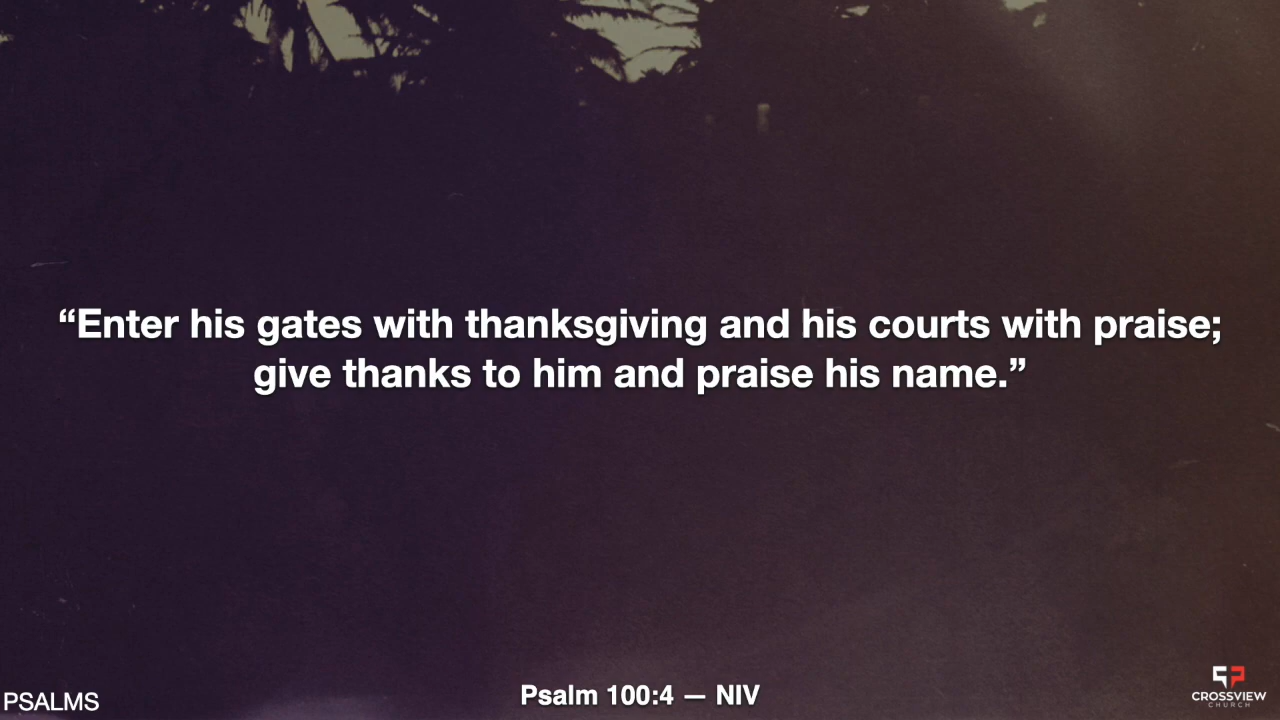 “Enter his gates with thanksgiving and his courts with praise;
give thanks to him and praise his name.”
PSALMS
Psalm 100:4 — NIV
CROSSVIEW
CHURCH